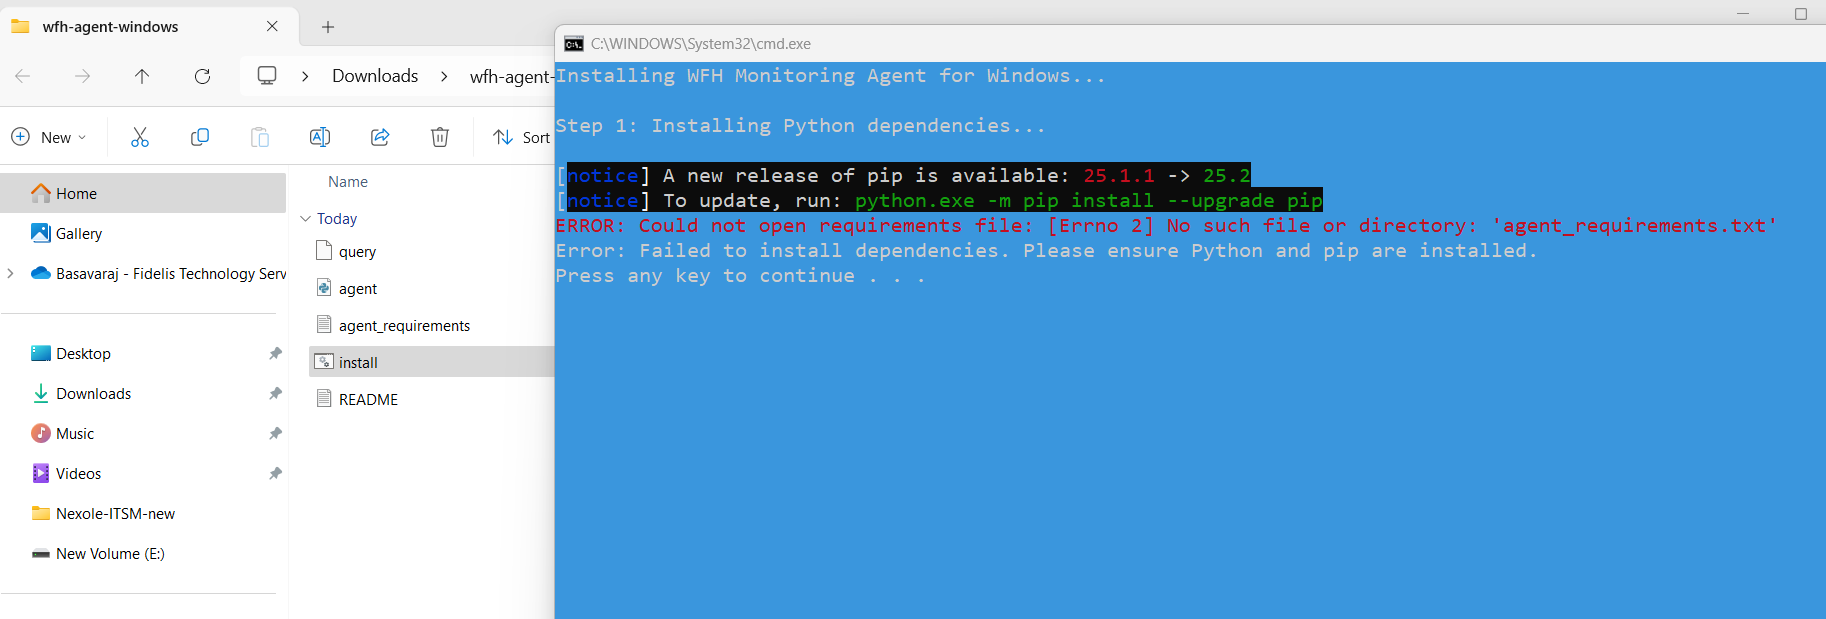 wfh-agent-windows
Downloads
wfh-agent-
New
Sort
Home
Gallery
Basavaraj - Fidelis Technology Serv
Desktop
Downloads
Music
Videos
Nexole-ITSM-new
New Volume (E:)
Name
Today
query
agent
agent_requirements
install
README
C:\WINDOWS\System32\cmd.exe
Installing WFH Monitoring Agent for Windows...
Step 1: Installing Python dependencies...
[notice] A new release of pip is available: 25.1.1 -> 25.2
[notice] To update, run: python.exe -m pip install --upgrade pip
ERROR: Could not open requirements file: [Errno 2] No such file or directory: 'agent_requirements.txt'
Error: Failed to install dependencies. Please ensure Python and pip are installed.
Press any key to continue . . .